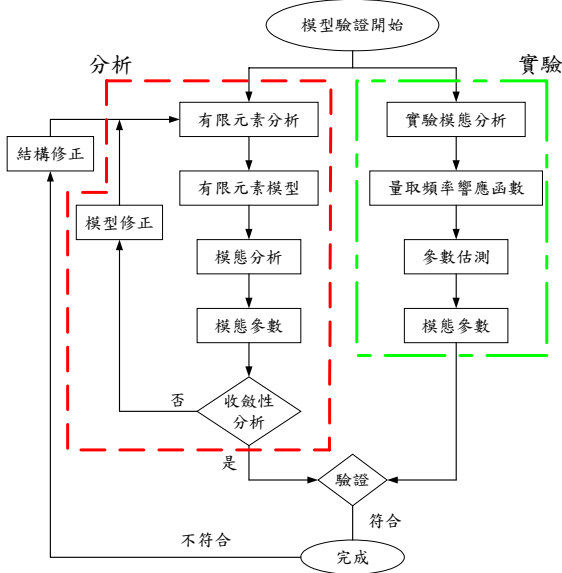 模型驗證開始
分析
實驗
有限元素分析
實驗模態分析
結構修正
有限元素模型
量取頻率響應函數
模型修正
模態分析
參數估測
模態參數
模態參數
否
收斂性
分析
是
驗證
符合
不符合
完成